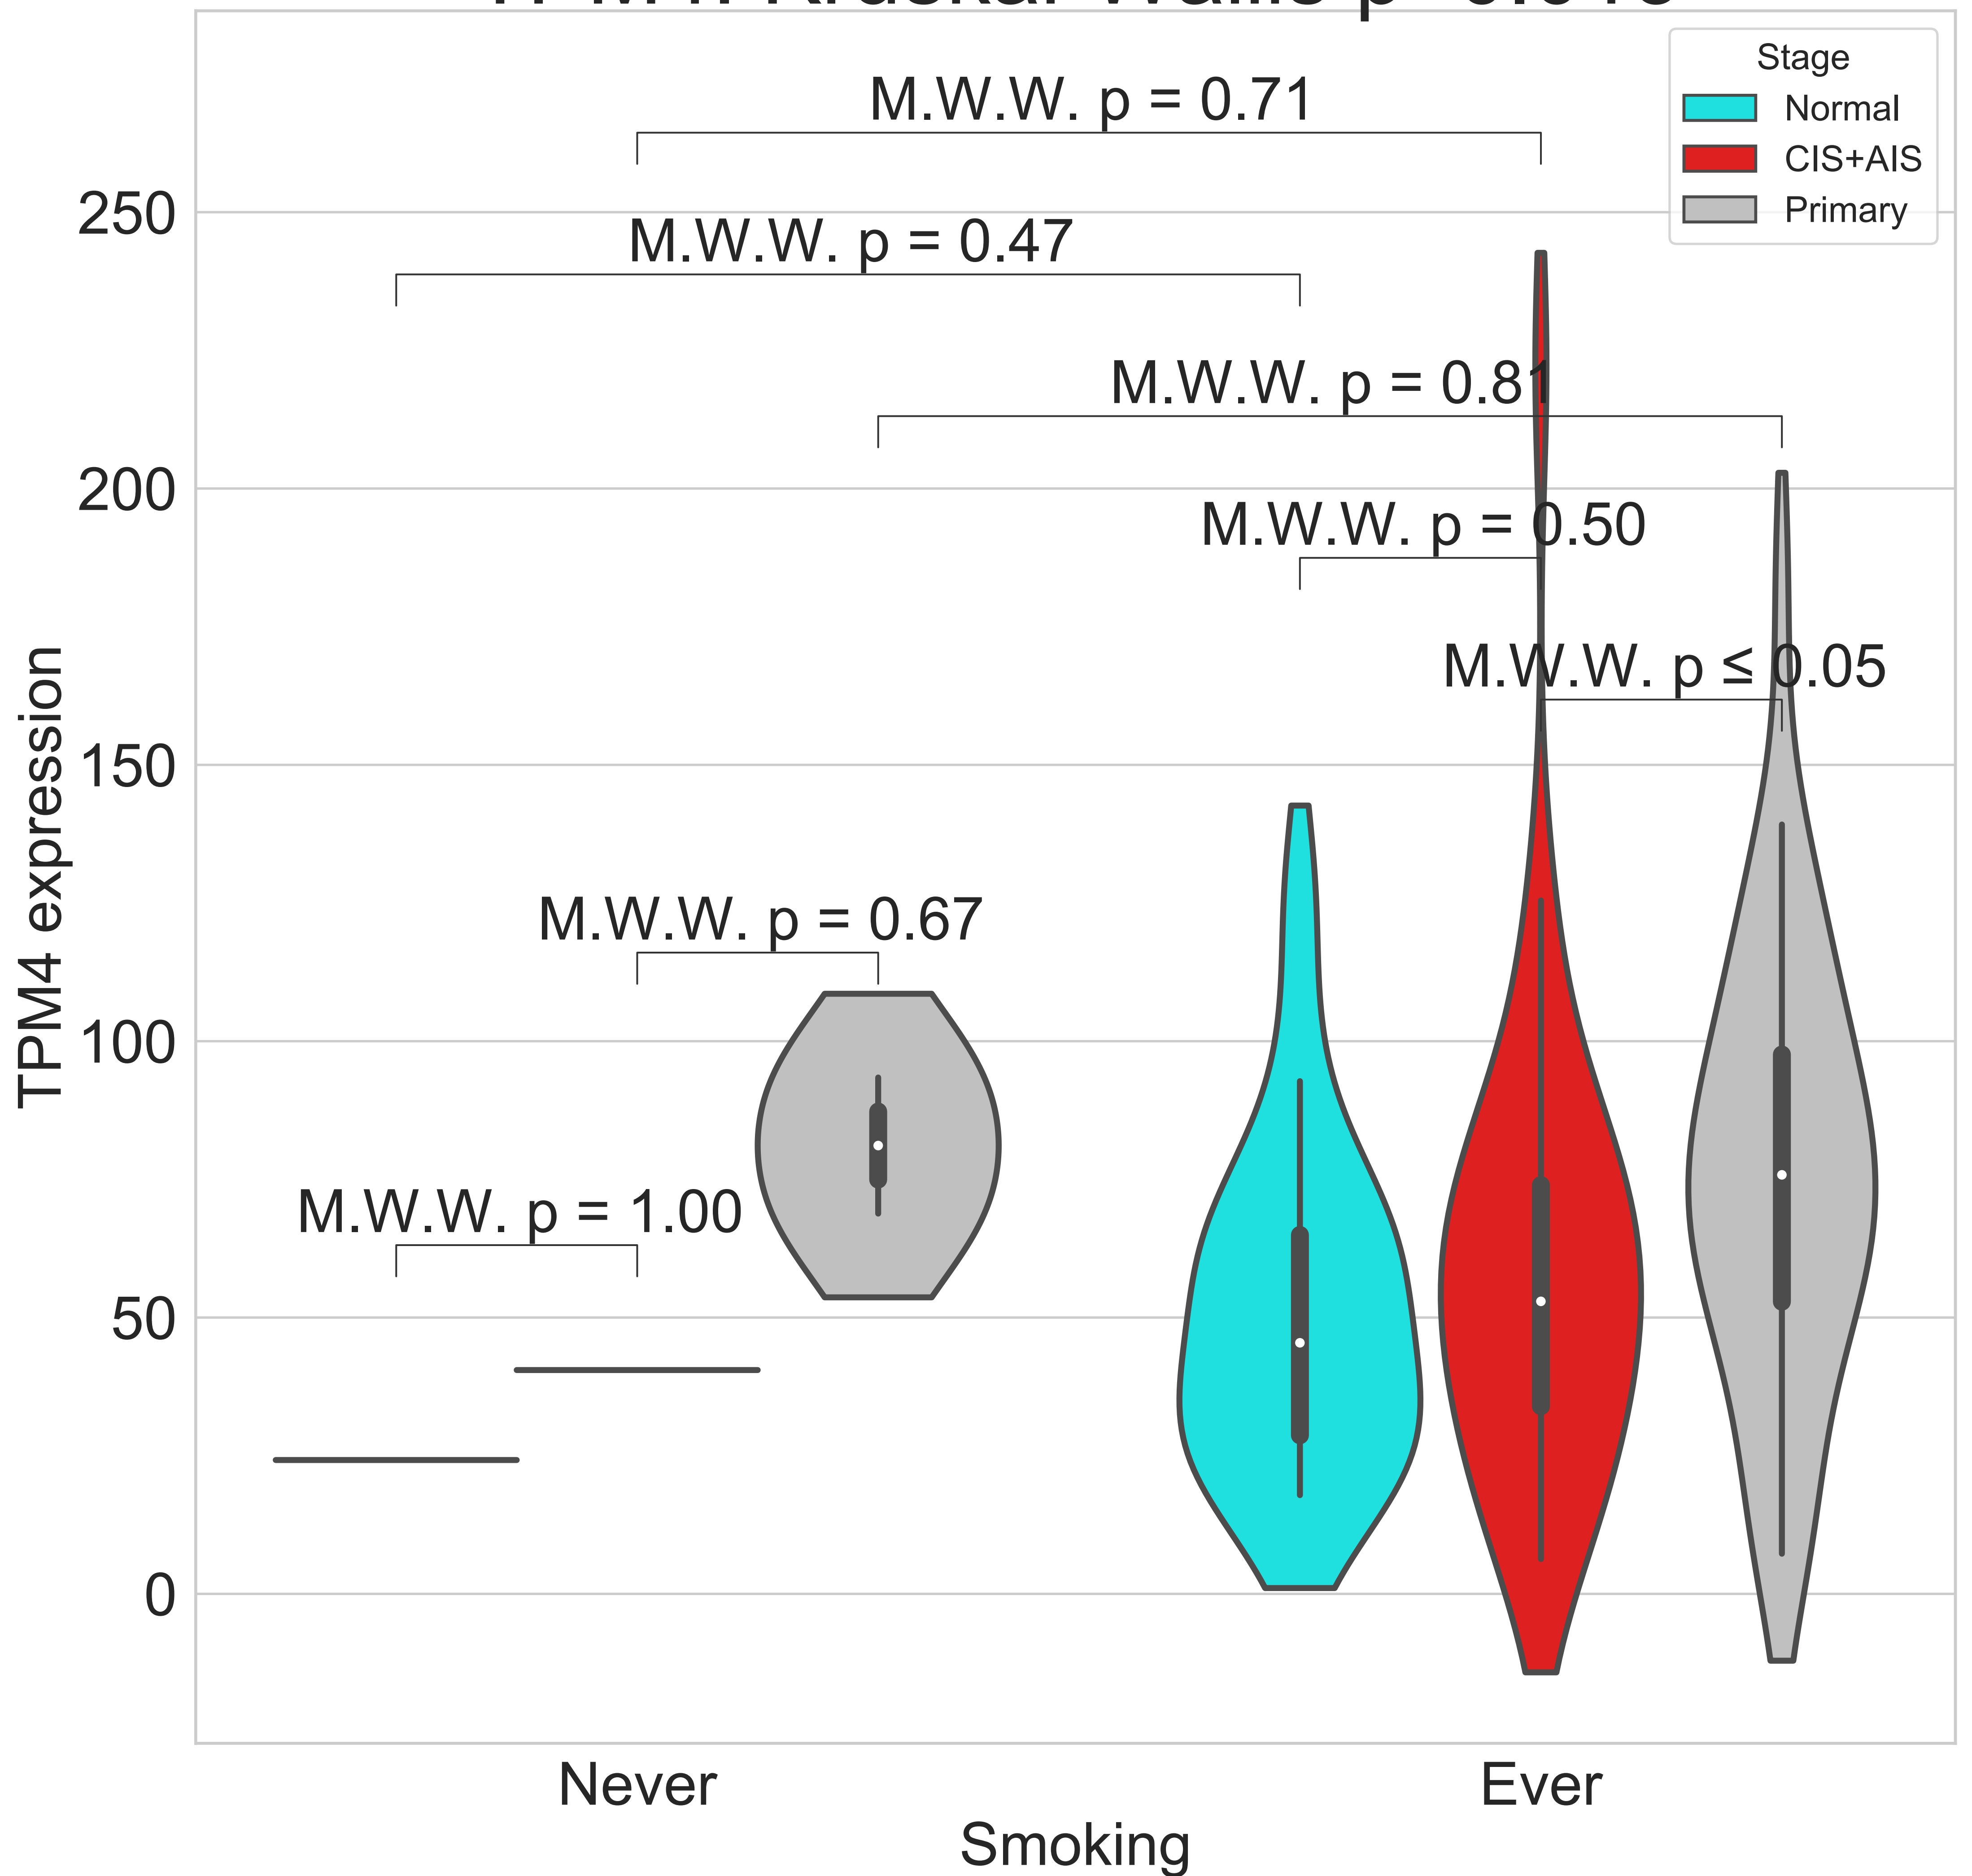 Stage
Normal
CIS+AIS
Primary
M.W.W. p = 0.71
M.W.W. p = 0.47
M.W.W. p = 0.81
M.W.W. p = 0.50
M.W.W. p ≤ 0.05
M.W.W. p = 0.67
M.W.W. p = 1.00
TPM4 expression
250
200
150
100
50
0
Never
Ever
Smoking